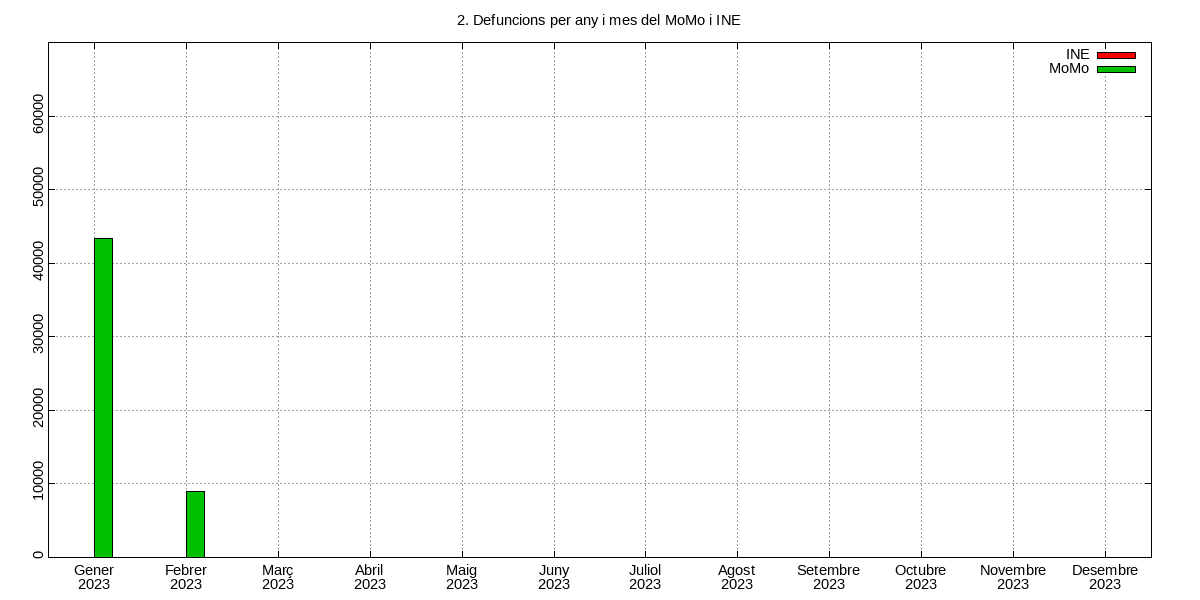 2. Defuncions per any i mes del MoMo i INE
INE
MoMo
60000
50000
40000
30000
20000
10000
0
Gener Febrer Març Abril Maig Juny Juliol Agost Setembre Octubre Novembre Desembre
2023 2023 2023 2023 2023 2023 2023 2023 2023 2023 2023 2023